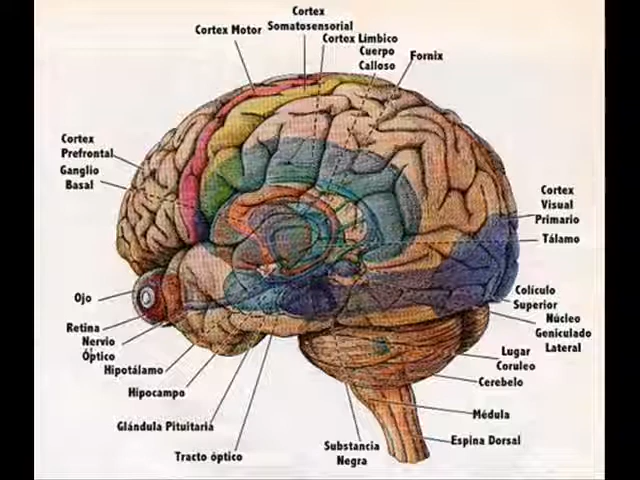 Cortex
Somatosensorial
Cortex Motor
Cortex Límbico
Cuerpo
Calloso
Fornix
Cortex
Prefrontal
Ganglio
Basal
Cortex
Visual
Primario
Tálamo
Ojo
Retina
Nervio
Óptico
Hipotálamo
Hipocampo
Glándula Pituitaria
Tracto óptico
Substancia
Negra
Colículo
Superior
Núcleo
Geniculado
Lateral
Lugar
Coruleo
Cerebelo
Médula
Espina Dorsal